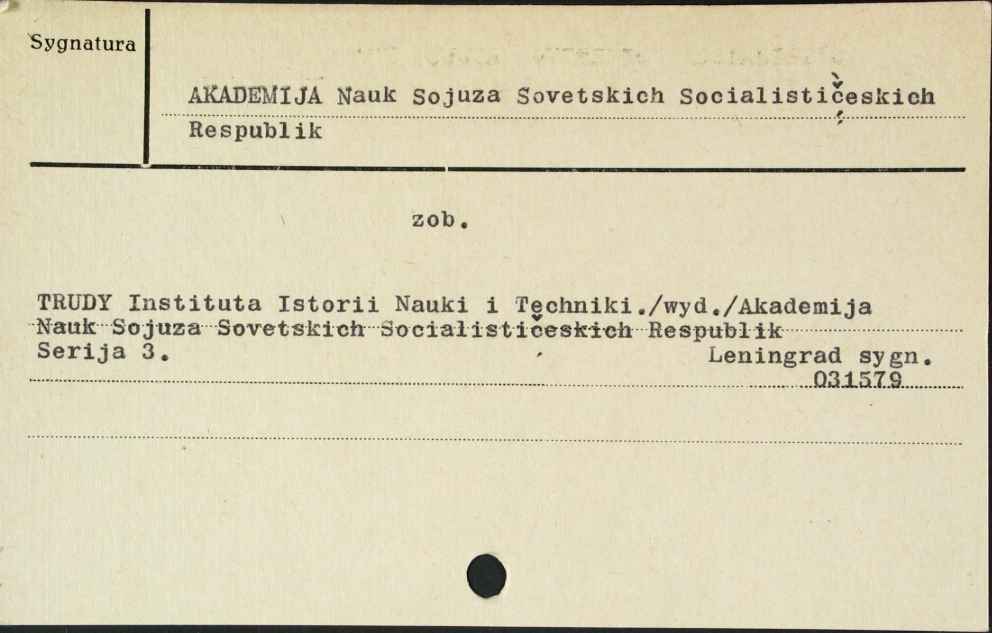 Sygnatura
AKADEMIJA Nauk Sojuza Sovetskich Socialističeskich
Respublik
zob.
TRUDY Instituta Istorii Nauki i Techniki./wyd./Akademija
Nauk Sojuza Sovetskich Socialističeskich Respublik
Serija 3. Leningrad sygn.
031579